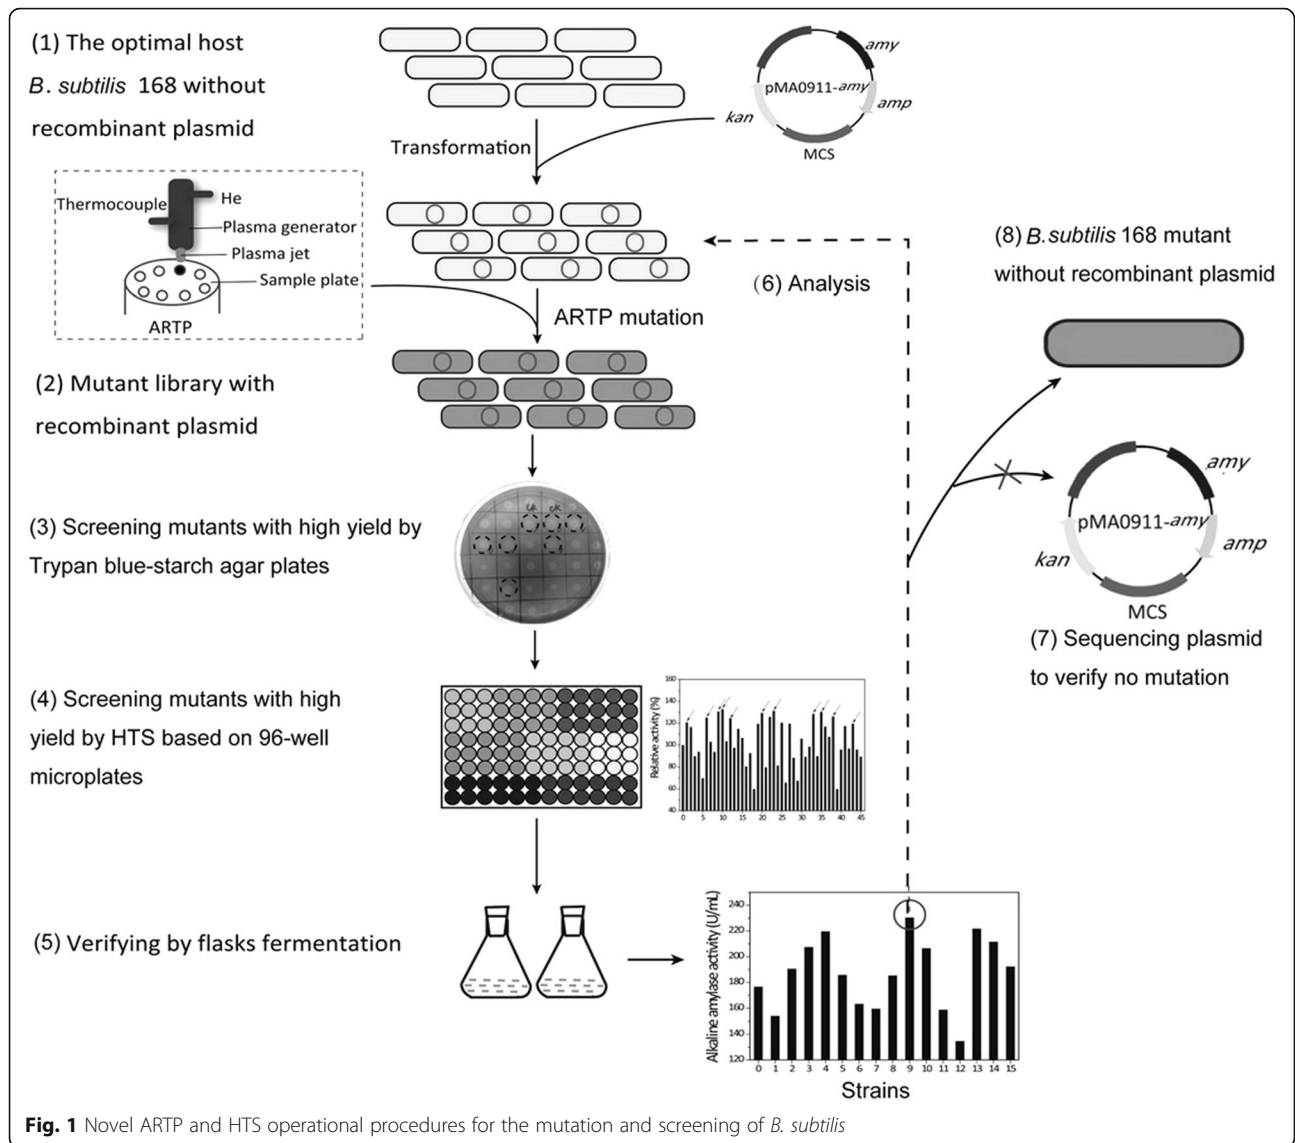 (1) The optimal host
B. subtilis 168 without
recombinant plasmid
amy
pMA0911-amy
amp
kan
MCS
Transformation
Thermocouple
He
Plasma generator
Plasma jet
Sample plate
ARTP
(6) Analysis
ARTP mutation
(8) B.subtilis 168 mutant
without recombinant plasmid
(2) Mutant library with
recombinant plasmid
amy
pMA0911-amy
amp
kan
MCS
(7) Sequencing plasmid
to verify no mutation
(3) Screening mutants with high yield by
Trypan blue-starch agar plates
(4) Screening mutants with high
yield by HTS based on 96-well
microplates
Relative activity (%)
160
140
120
100
80
60
40
0 5 10 15 20 25 30 35 40 45
(5) Verifying by flasks fermentation
Alkaline amylase activity (U/mL)
240
220
200
180
160
140
120
0 1 2 3 4 5 6 7 8 9 10 11 12 13 14 15
Strains
Fig. 1 Novel ARTP and HTS operational procedures for the mutation and screening of B. subtilis